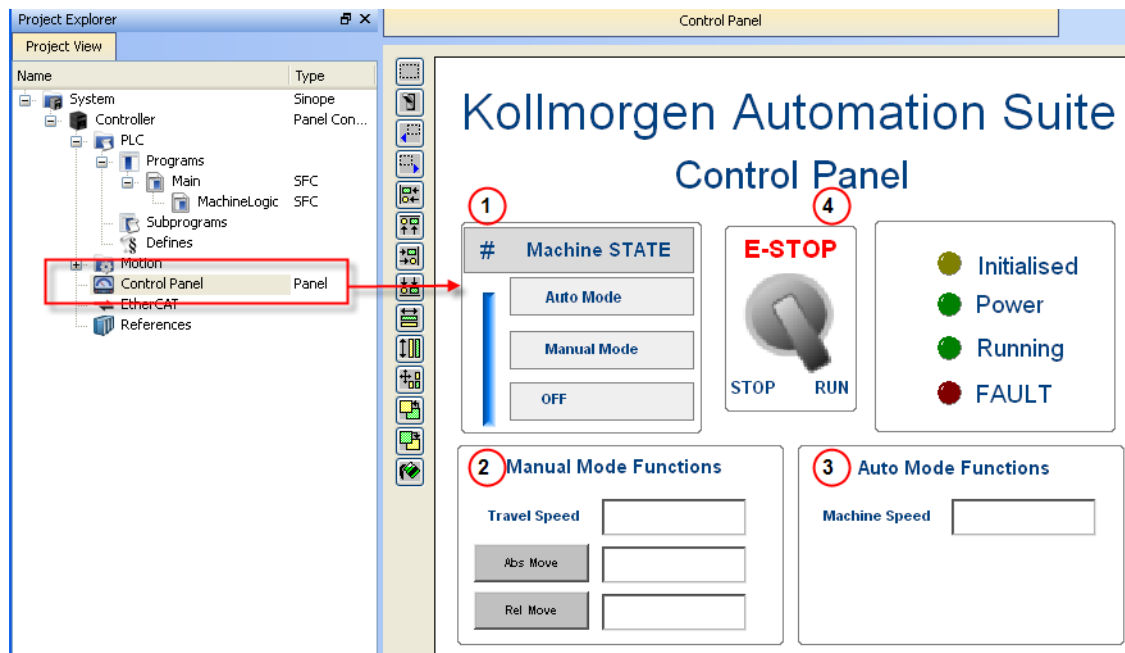 Project Explorer
Project View
Name Type
System Sinope
Controller Panel Con...
PLC
Programs
Main SFC
MachineLogic SFC
Subprograms
Defines
Motion
Control Panel Panel
EtherCAT
References
Control Panel
Kollmorgen Automation Suite
Control Panel
1
4
# Machine STATE
Auto Mode
Manual Mode
OFF
E-STOP
STOP RUN
Initialised
Power
Running
FAULT
2 Manual Mode Functions
Travel Speed
Abs Move
Rel Move
3 Auto Mode Functions
Machine Speed